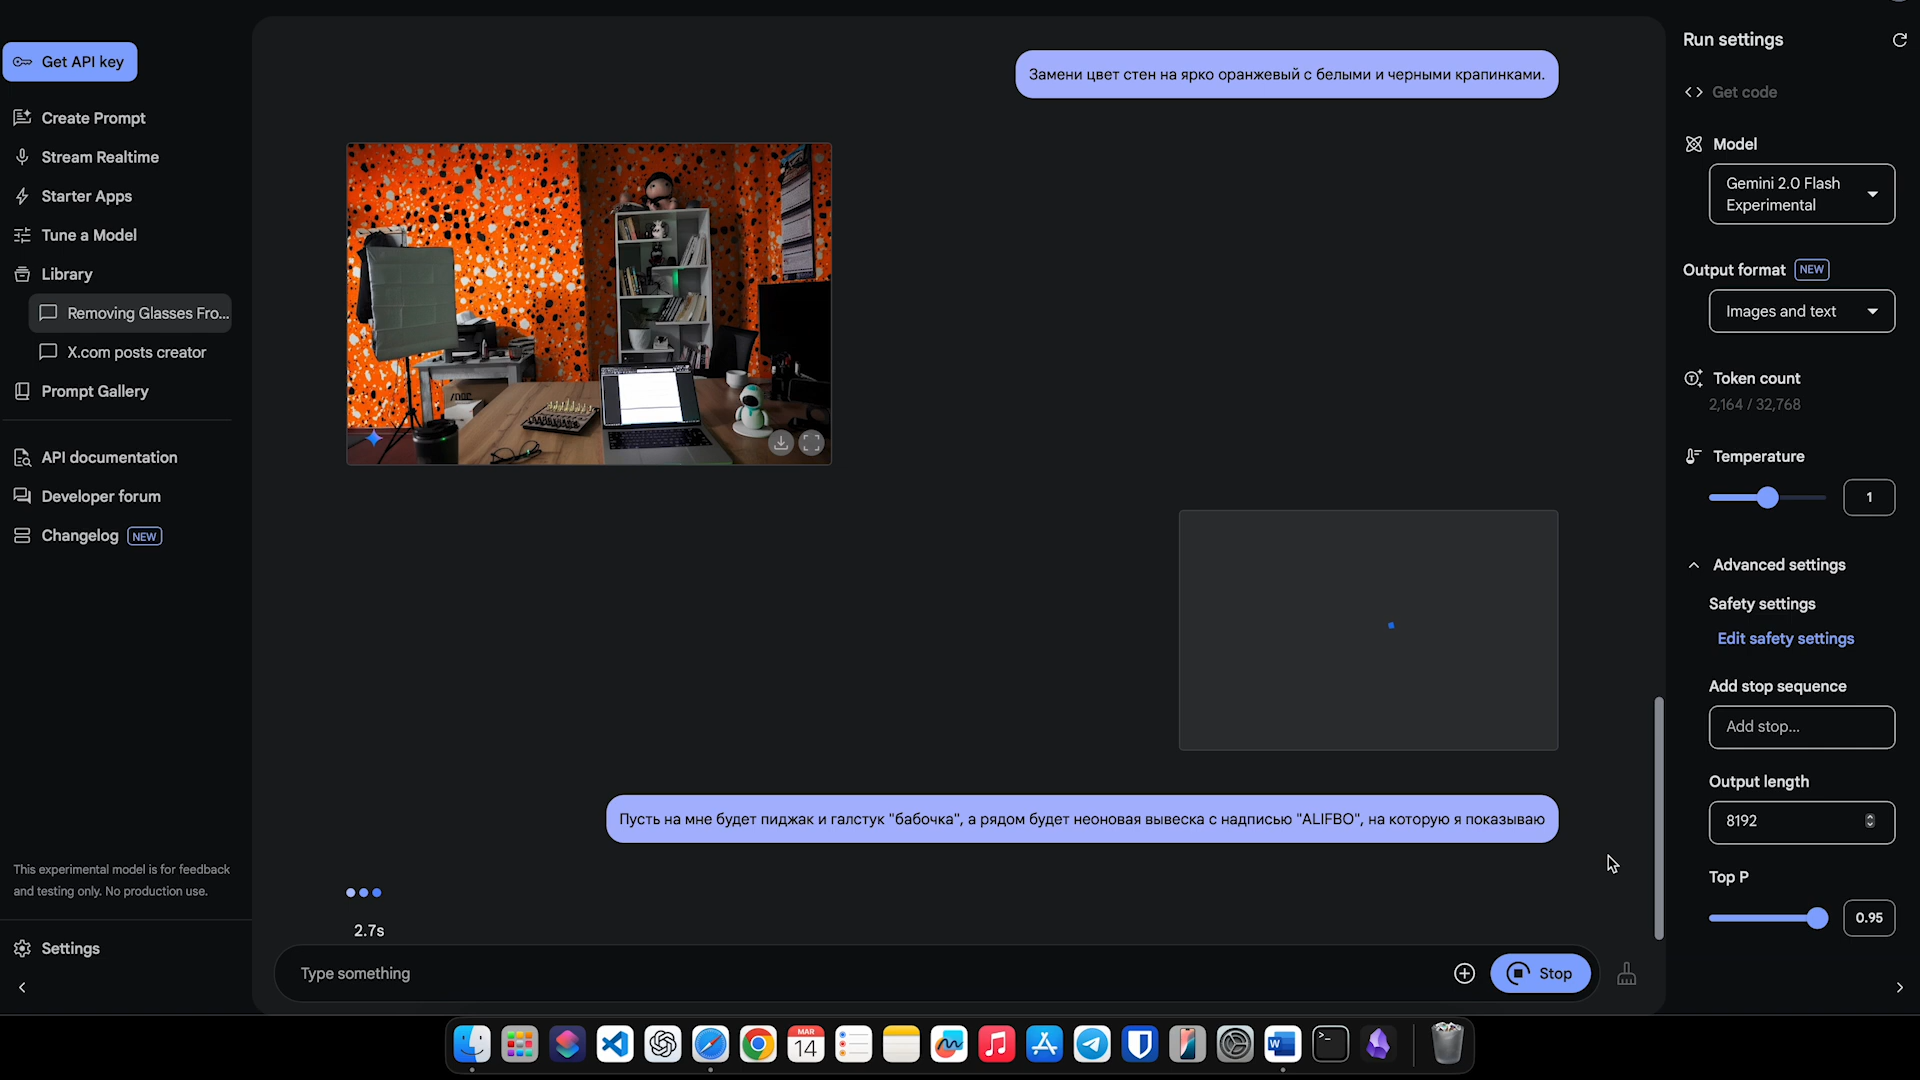 Get API key
Create Prompt
Stream Realtime
Starter Apps
Tune a Model
Library
Removing Glasses Fro...
X.com posts creator
Prompt Gallery
API documentation
Developer forum
Changelog NEW
This experimental model is for feedback
and testing only. No production use.
Settings
Замени цвет стен на ярко оранжевый с белыми и черными крапинками.
Пусть на мне будет пиджак и галстук "бабочка", а рядом будет неоновая вывеска с надписью "ALIFBO", на которую я показываю
2.7s
Type something
Stop
Run settings
Get code
Model
Gemini 2.0 Flash
Experimental
Output format NEW
Images and text
Token count
2,164 / 32,768
Temperature
1
Advanced settings
Safety settings
Edit safety settings
Add stop sequence
Add stop...
Output length
8192
Top P
0.95
MAR
14
W